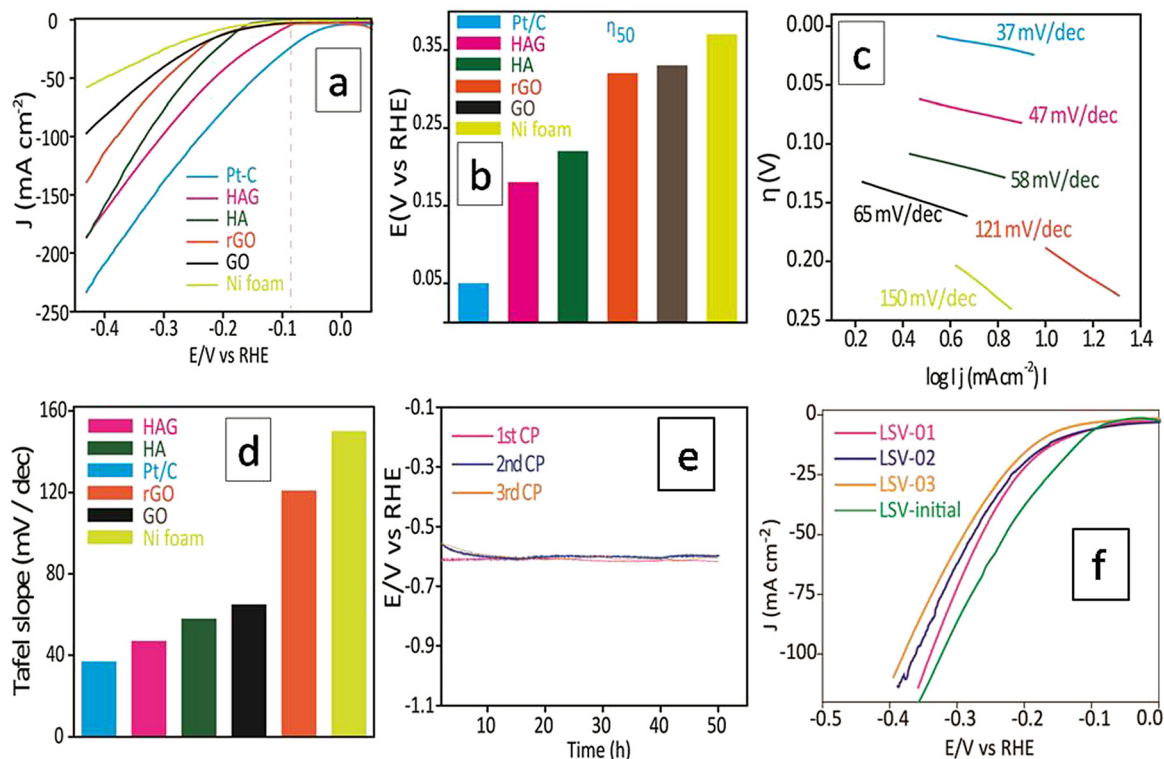 0
-50
-100
-150
-200
-250
J (mA cm⁻²)
a
Pt-C
HAG
HA
rGO
GO
Ni foam
-0.4 -0.3 -0.2 -0.1 0.0
E/V vs RHE
0.35
0.25
0.15
0.05
E(V vs RHE)
Pt/C
HAG
HA
rGO
GO
Ni foam
η50
b
0.00
0.05
0.10
0.15
0.20
0.25
η (V)
c
37 mV/dec
47 mV/dec
58 mV/dec
65 mV/dec
121 mV/dec
150 mV/dec
0.2 0.4 0.6 0.8 1.0 1.4
log I j (mA cm⁻²) I
160
120
80
40
0
Tafel slope (mV/ dec)
HAG
HA
Pt/C
rGO
GO
Ni foam
d
-0.1
-0.3
-0.5
-0.6
-0.9
-1.1
E/V vs RHE
1st CP
2nd CP
3rd CP
e
10 20 30 40 50
Time (h)
0
-25
-50
-75
-100
J (mA cm⁻²)
LSV-01
LSV-02
LSV-03
LSV-initial
f
-0.5 -0.4 -0.3 -0.2 -0.1 0.0
E/V vs RHE